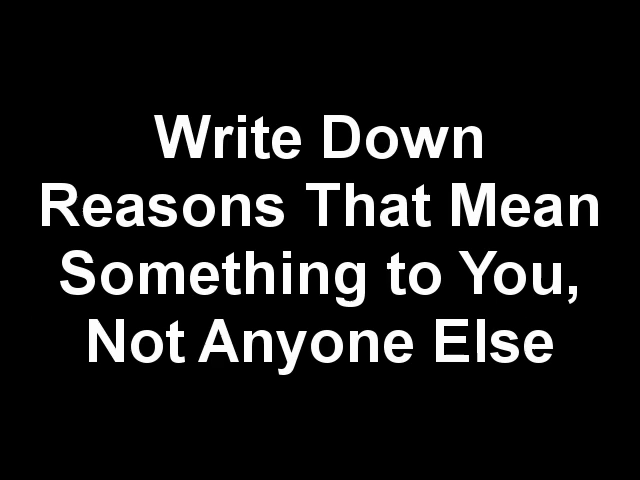 Write Down
Reasons That Mean
Something to You,
Not Anyone Else